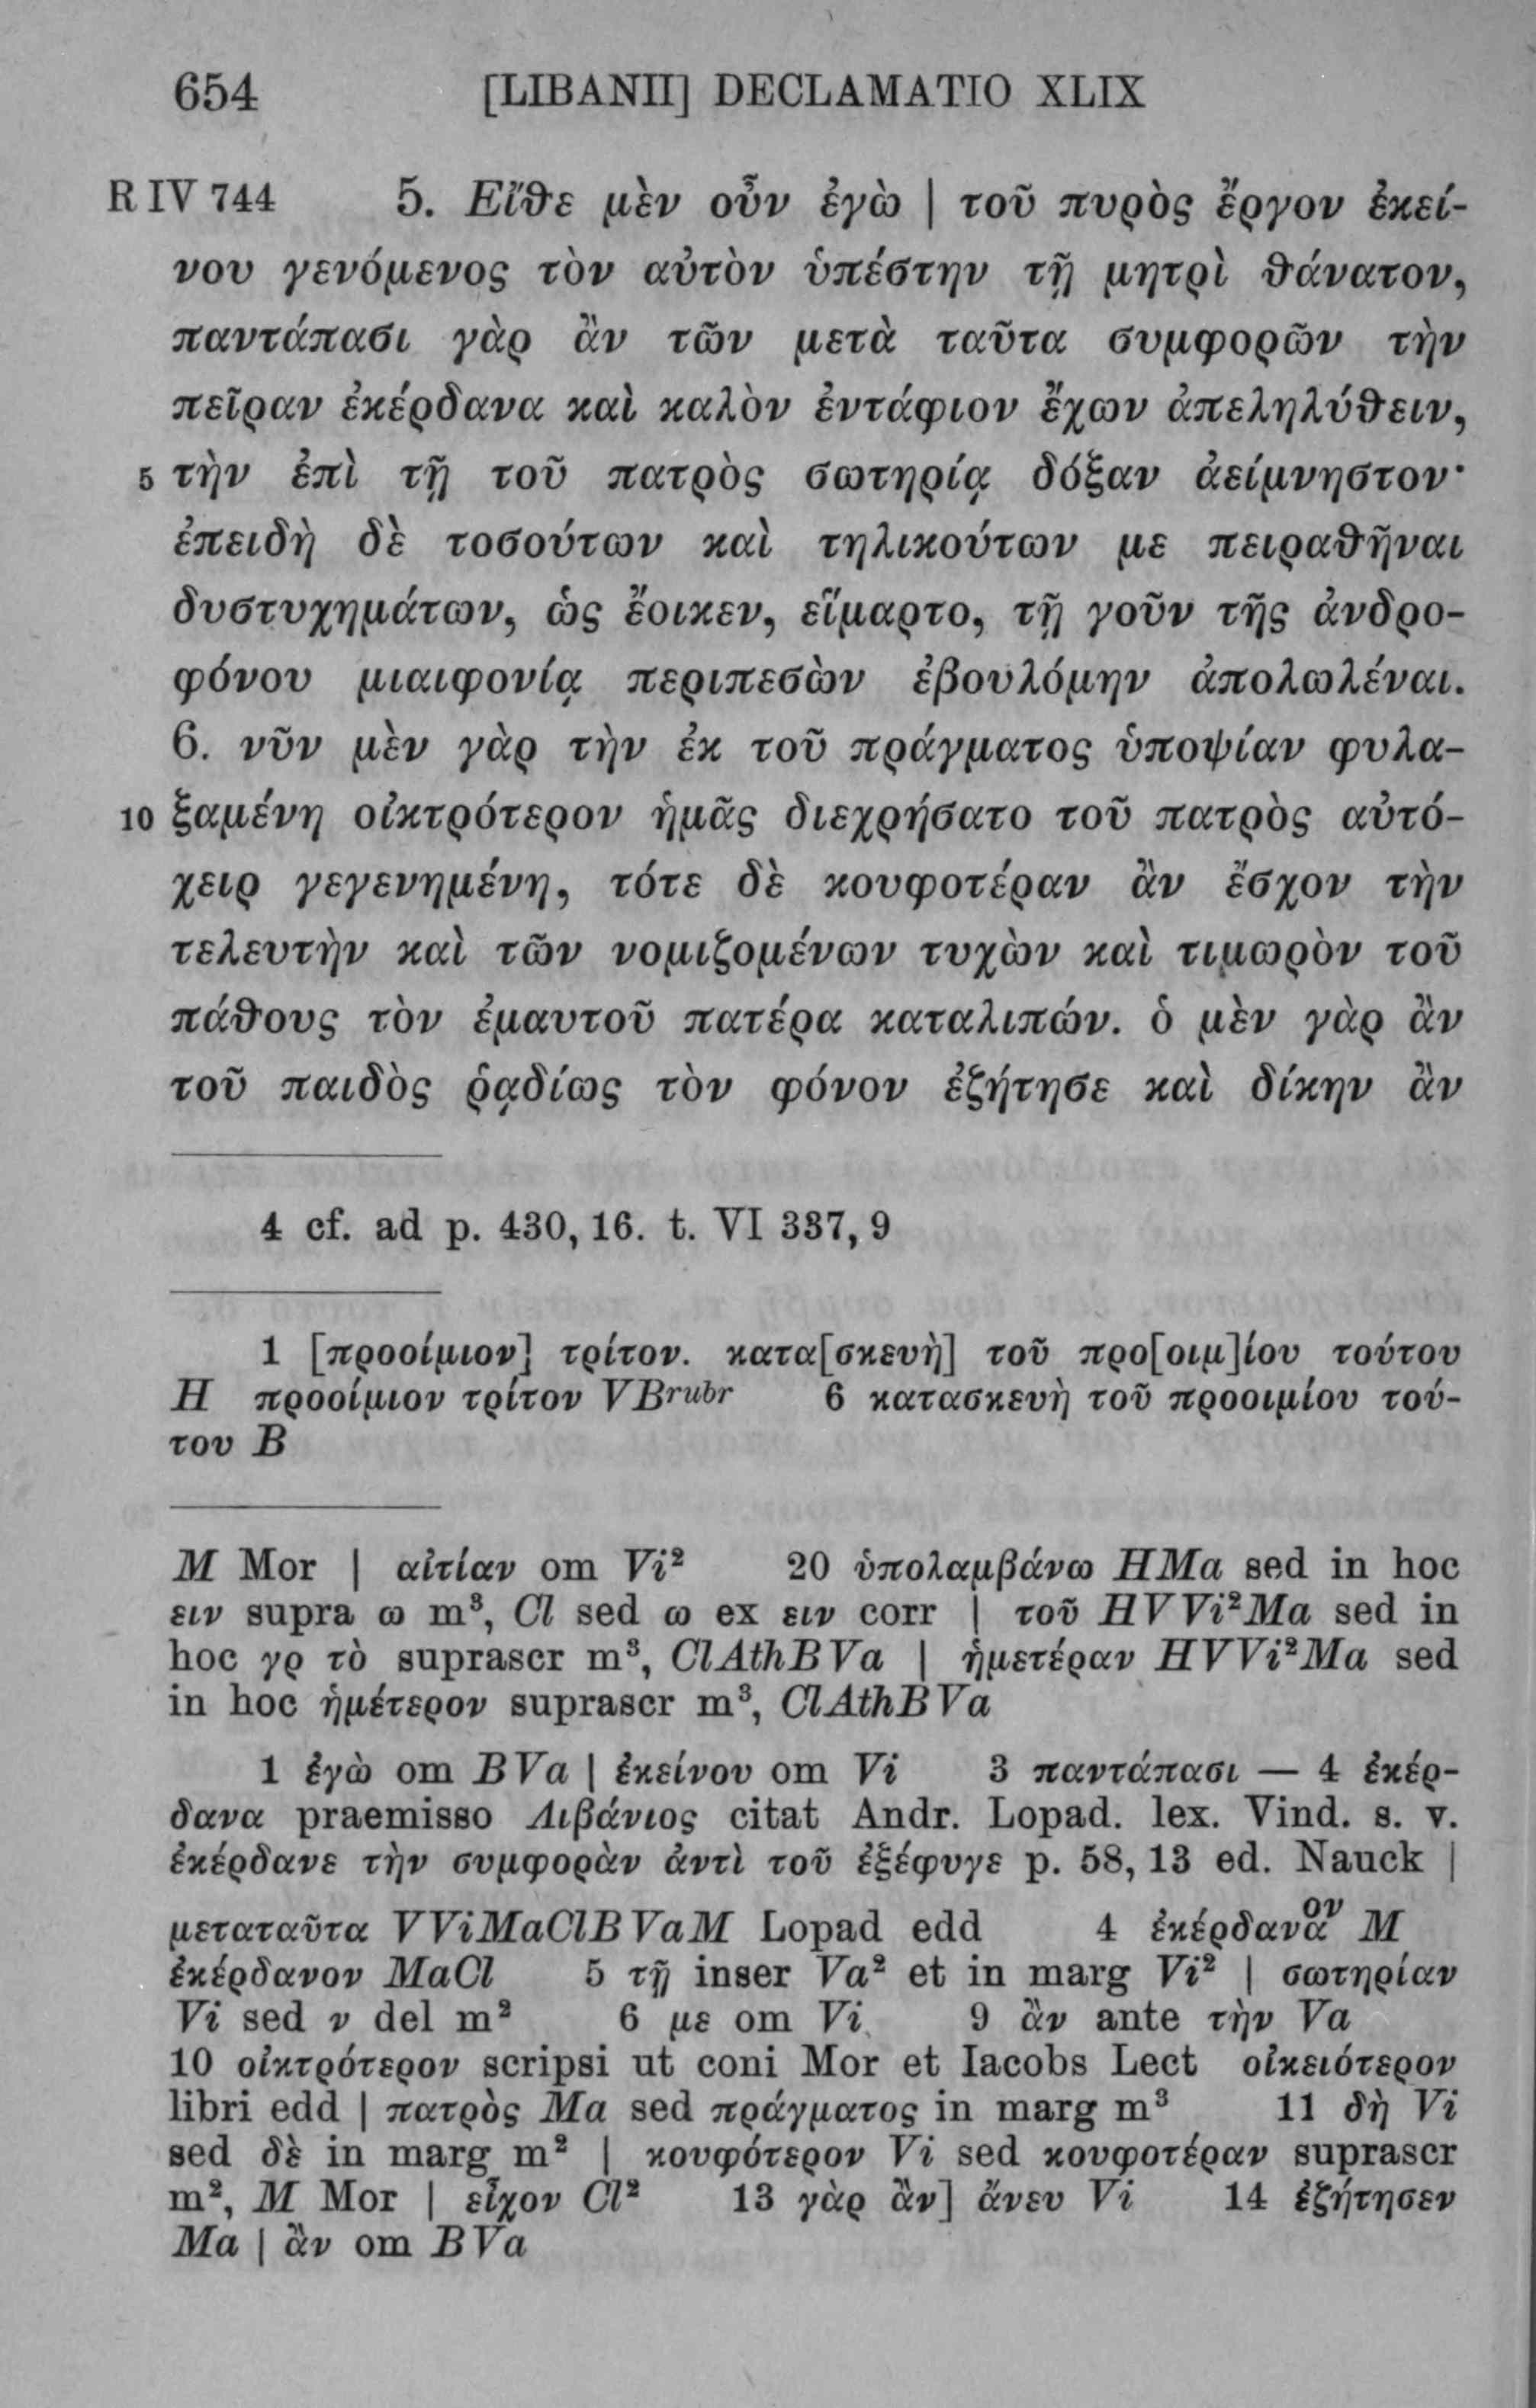 654 [LIBANII] DECLAMATIO XLIX
R IV 744 5. Εἴθε μὲν οὖν ἐγὼ | τοῦ πυρὸς ἔργον ἐκεί-
νου γενόμενος τὸν αὐτὸν ὑπέστην τῇ μητρὶ θάνατον,
παντάπασι γὰρ ἂν τῶν μετὰ ταῦτα συμφορῶν τὴν
πεῖραν ἐκέρδανα καὶ καλὸν ἐντάφιον ἔχων ἀπεληλύθειν,
5 τὴν ἐπὶ τῇ τοῦ πατρὸς σωτηρίᾳ δόξαν ἀείμνηστον·
ἐπειδὴ δὲ τοσούτων καὶ τηλικούτων με πειραθῆναι
δυστυχημάτων, ὡς ἔοικεν, εἵμαρτο, τῇ γοῦν τῆς ἀνδρο-
φόνου μιαιφονίᾳ περιπεσὼν ἐβουλόμην ἀπολωλέναι.
6. νῦν μὲν γὰρ τὴν ἐκ τοῦ πράγματος ὑποψίαν φυλα-
10 ξαμένη οἰκτρότερον ἡμᾶς διεχρήσατο τοῦ πατρὸς αὐτό-
χειρ γεγενημένη, τότε δὲ κουφοτέραν ἂν ἔσχον τὴν
τελευτὴν καὶ τῶν νομιζομένων τυχὼν καὶ τιμωρὸν τοῦ
πάθους τὸν ἐμαυτοῦ πατέρα καταλιπών. ὁ μὲν γὰρ ἂν
τοῦ παιδὸς ῥᾳδίως τὸν φόνον ἐζήτησε καὶ δίκην ἂν
4 cf. ad p. 430, 16. t. VI 337, 9
1 [προοίμιον] τρίτον. κατα[σκευὴ] τοῦ προ[οιμ]ίου τούτου
H προοίμιον τρίτον VBrubr 6 κατασκευὴ τοῦ προοιμίου τού-
του B
M Mor | αἰτίαν om Vi² 20 ὑπολαμβάνω HMa sed in hoc
ειν supra ω m³, Cl sed ω ex ειν corr | τοῦ HVVi²Ma sed in
hoc γρ τὸ suprascr m³, ClAthBVa | ἡμετέραν HVVi²Ma sed
in hoc ἡμέτερον suprascr m³, ClAthBVa
1 ἐγὼ om BVa | ἐκείνου om Vi 3 παντάπασι — 4 ἐκέρ-
δανα praemisso Λιβάνιος citat Andr. Lopad. lex. Vind. s. v.
ἐκέρδανε τὴν συμφορὰν ἀντὶ τοῦ ἐξέφυγε p. 58, 13 ed. Nauck |
μεταταῦτα VViMaClBVaM Lopad edd 4 ἐκέρδανα͗ον M
ἐκέρδανον MaCl 5 τῇ inser Va² et in marg Vi² | σωτηρίαν
Vi sed ν del m² 6 με om Vi 9 ἂν ante τὴν Va
10 οἰκτρότερον scripsi ut coni Mor et Iacobs Lect οἰκειότερον
libri edd | πατρὸς Ma sed πράγματος in marg m³ 11 δὴ Vi
sed δὲ in marg m² | κουφότερον Vi sed κουφοτέραν suprascr
m², M Mor | εἶχον Cl² 13 γὰρ ἂν] ἄνευ Vi 14 ἐζήτησεν
Ma | ἂν om BVa